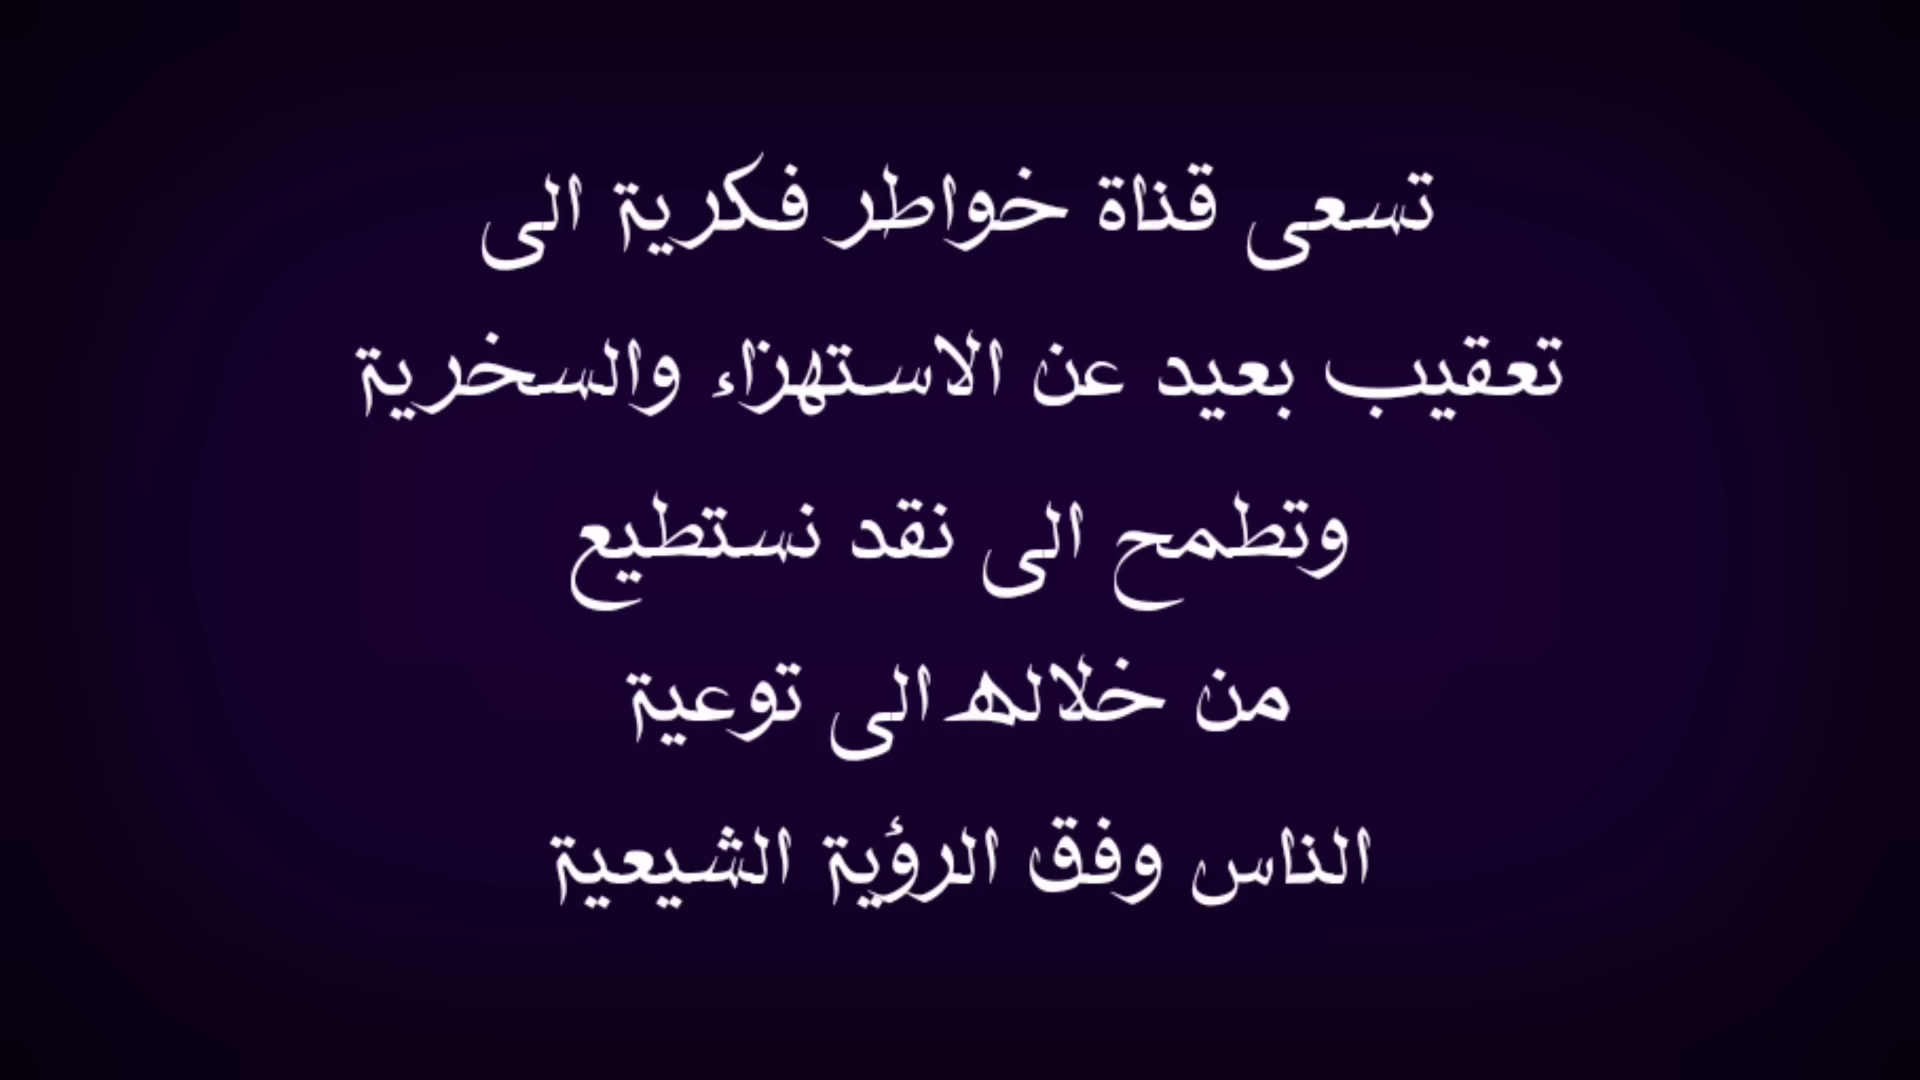 تسعى قناة خواطر فكرية الى
تعقيب بعيد عن الاستهزاء والسخرية
وتطمح الى نقد نستطيع
من خلاله الى توعية
الناس وفق الرؤية الشيعية